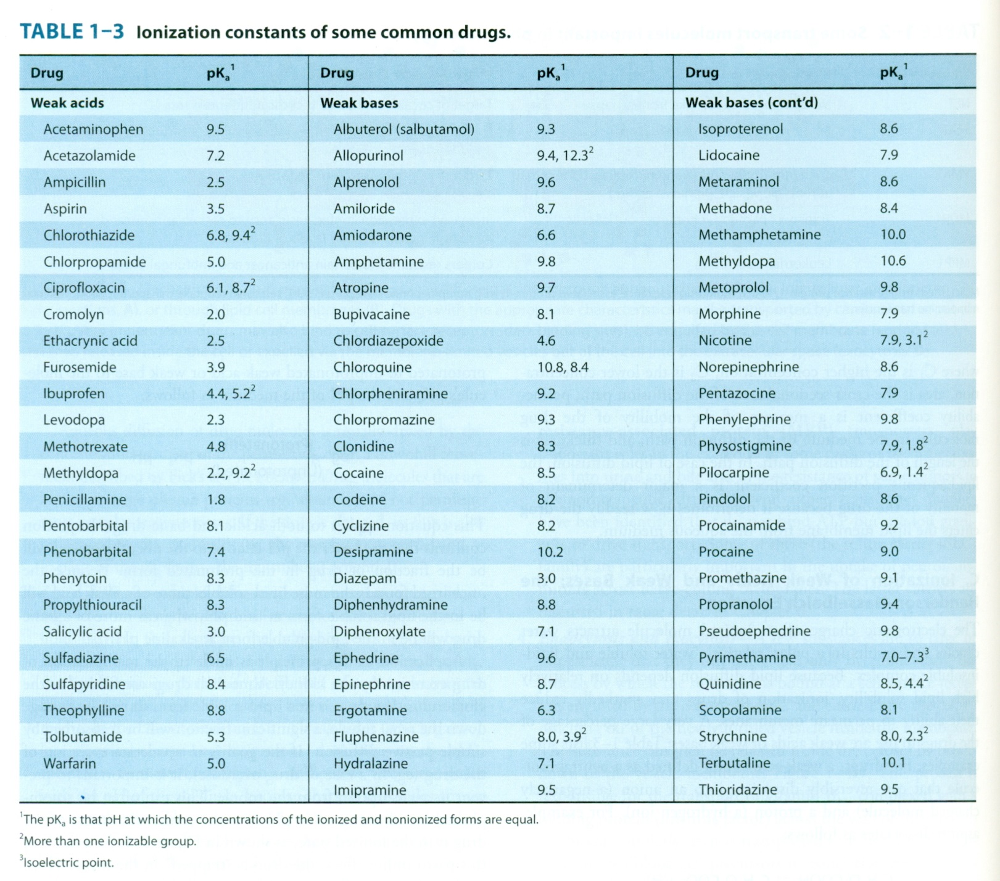 TABLE 1–3 Ionization constants of some common drugs.
Drug pKa¹ Drug pKa¹ Drug pKa¹
Weak acids Weak bases Weak bases (cont’d)
Acetaminophen 9.5 Albuterol (salbutamol) 9.3 Isoproterenol 8.6
Acetazolamide 7.2 Allopurinol 9.4, 12.3² Lidocaine 7.9
Ampicillin 2.5 Alprenolol 9.6 Metaraminol 8.6
Aspirin 3.5 Amiloride 8.7 Methadone 8.4
Chlorothiazide 6.8, 9.4² Amiodarone 6.6 Methamphetamine 10.0
Chlorpropamide 5.0 Amphetamine 9.8 Methyldopa 10.6
Ciprofloxacin 6.1, 8.7² Atropine 9.7 Metoprolol 9.8
Cromolyn 2.0 Bupivacaine 8.1 Morphine 7.9
Ethacrynic acid 2.5 Chlordiazepoxide 4.6 Nicotine 7.9, 3.1²
Furosemide 3.9 Chloroquine 10.8, 8.4 Norepinephrine 8.6
Ibuprofen 4.4, 5.2² Chlorpheniramine 9.2 Pentazocine 7.9
Levodopa 2.3 Chlorpromazine 9.3 Phenylephrine 9.8
Methotrexate 4.8 Clonidine 8.3 Physostigmine 7.9, 1.8²
Methyldopa 2.2, 9.2² Cocaine 8.5 Pilocarpine 6.9, 1.4²
Penicillamine 1.8 Codeine 8.2 Pindolol 8.6
Pentobarbital 8.1 Cyclizine 8.2 Procainamide 9.2
Phenobarbital 7.4 Desipramine 10.2 Procaine 9.0
Phenytoin 8.3 Diazepam 3.0 Promethazine 9.1
Propylthiouracil 8.3 Diphenhydramine 8.8 Propranolol 9.4
Salicylic acid 3.0 Diphenoxylate 7.1 Pseudoephedrine 9.8
Sulfadiazine 6.5 Ephedrine 9.6 Pyrimethamine 7.0–7.3³
Sulfapyridine 8.4 Epinephrine 8.7 Quinidine 8.5, 4.4²
Theophylline 8.8 Ergotamine 6.3 Scopolamine 8.1
Tolbutamide 5.3 Fluphenazine 8.0, 3.9² Strychnine 8.0, 2.3²
Warfarin 5.0 Hydralazine 7.1 Terbutaline 10.1
Imipramine 9.5 Thioridazine 9.5
¹The pKa is that pH at which the concentrations of the ionized and nonionized forms are equal.
²More than one ionizable group.
³Isoelectric point.